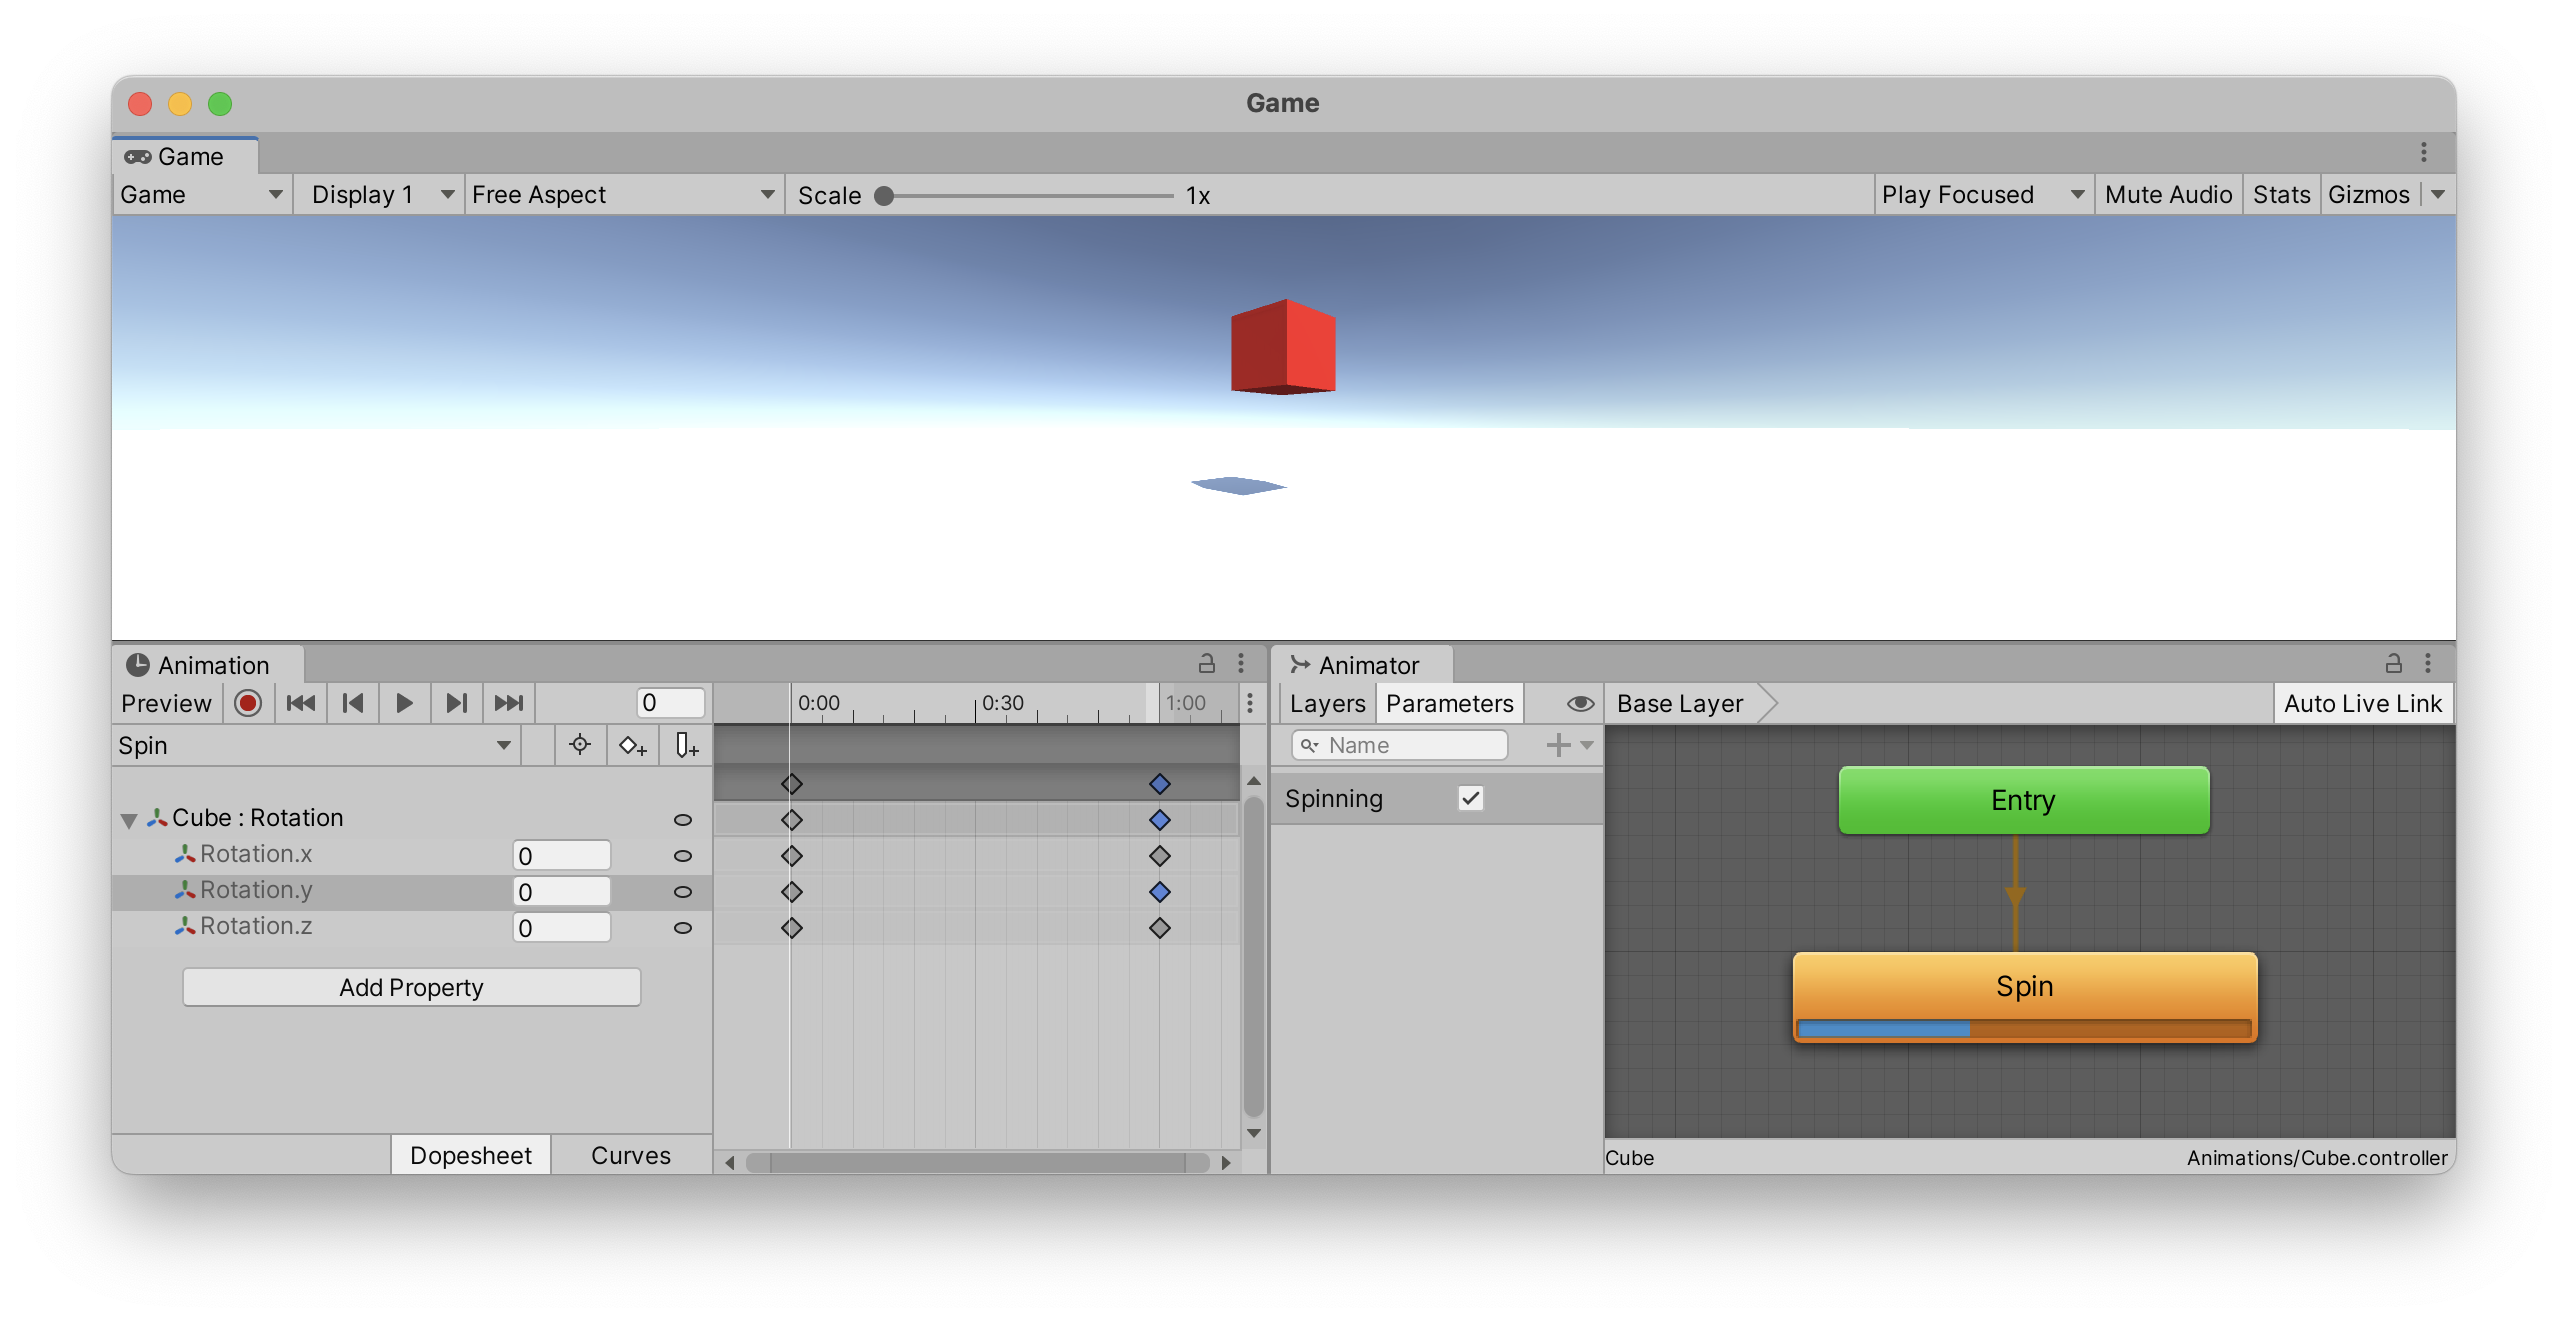 Game
Game
Game Display 1 Free Aspect Scale 1x Play Focused Mute Audio Stats Gizmos
Animation
Preview 0 0:00 0:30 1:00
Spin
Cube : Rotation
Rotation.x 0
Rotation.y 0
Rotation.z 0
Add Property
Dopesheet Curves
Animator
Layers Parameters Base Layer Auto Live Link
Name
Spinning
Entry
Spin
Cube Animations/Cube.controller